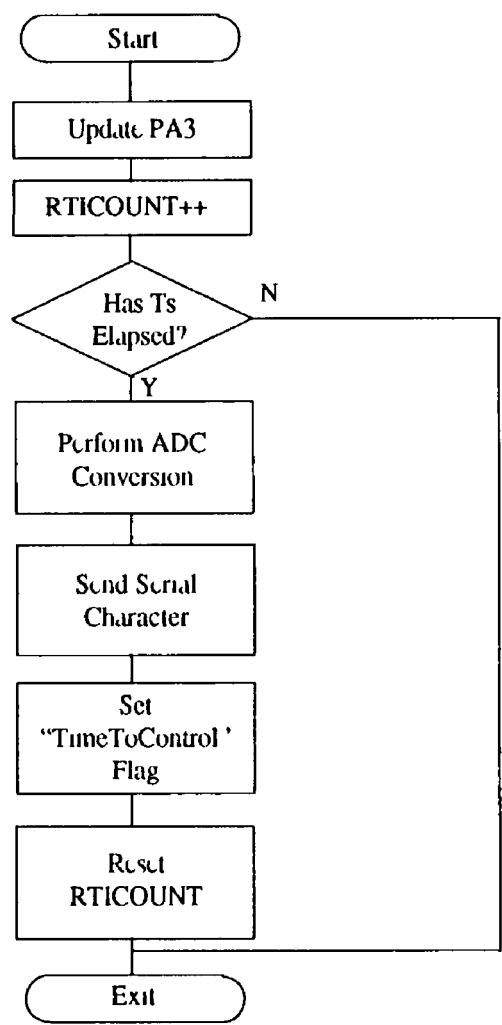 Start
Update PA3
RTICOUNT++
Has Ts
Elapsed?
N
Y
Perform ADC
Conversion
Send Serial
Character
Set
“TimeToControl’
Flag
Reset
RTICOUNT
Exit